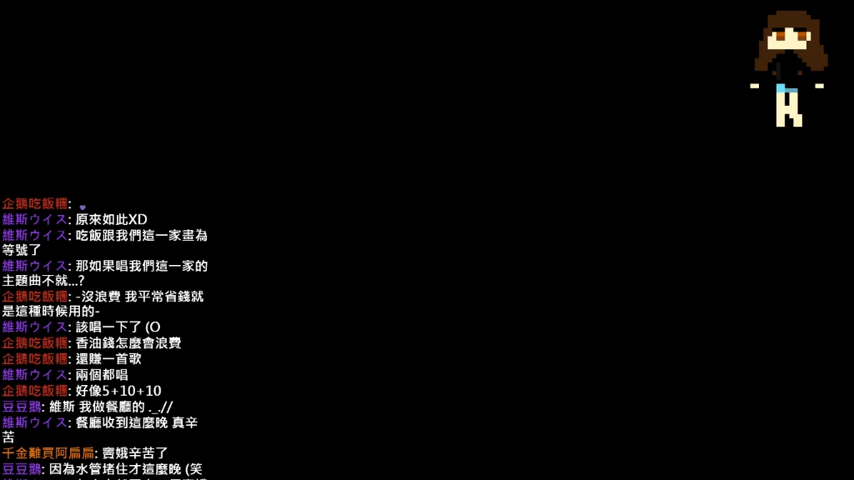 企鵝吃飯糰:
維斯ウイス: 原來如此XD
維斯ウイス: 吃飯跟我們這一家畫為
等號了
維斯ウイス: 那如果唱我們這一家的
主題曲不就...?
企鵝吃飯糰: -沒浪費 我平常省錢就
是這種時候用的-
維斯ウイス: 該唱一下了 (O
企鵝吃飯糰: 香油錢怎麼會浪費
企鵝吃飯糰: 還賺一首歌
維斯ウイス: 兩個都唱
企鵝吃飯糰: 好像5+10+10
豆豆鵝: 維斯 我做餐廳的 ._.//
維斯ウイス: 餐廳收到這麼晚 真辛
苦
千金難買阿扁扁: 竇娥辛苦了
豆豆鵝: 因為水管堵住才這麼晚 (笑